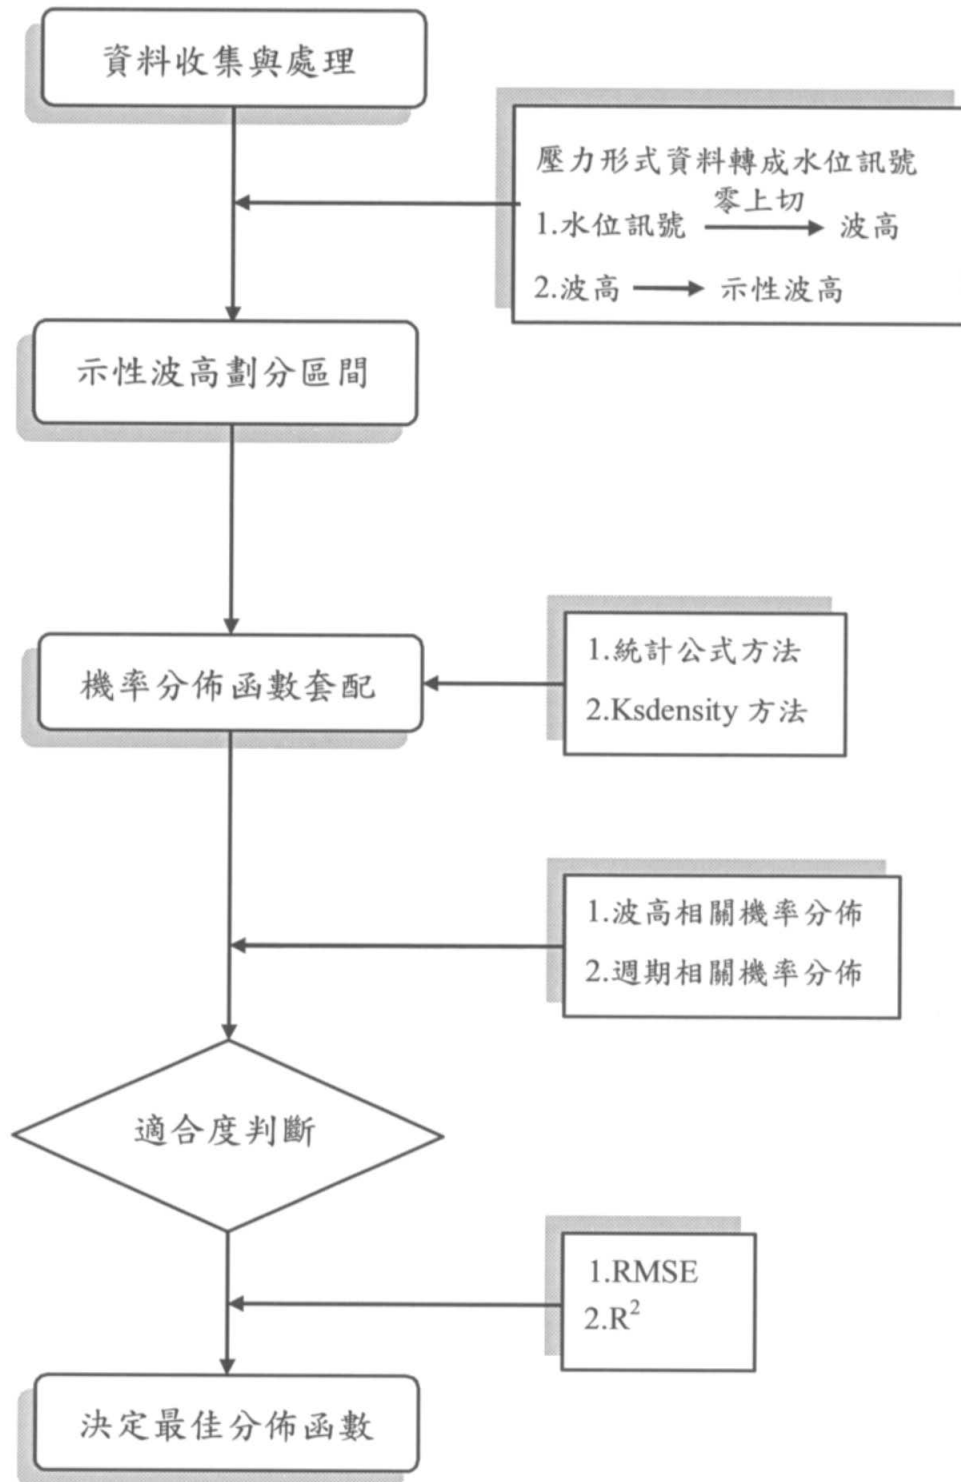 資料收集與處理
壓力形式資料轉成水位訊號
零上切
1.水位訊號 → 波高
2.波高 → 示性波高
示性波高劃分區間
機率分佈函數套配
1.統計公式方法
2.Ksdensity 方法
1.波高相關機率分佈
2.週期相關機率分佈
適合度判斷
1.RMSE
2.R²
決定最佳分佈函數